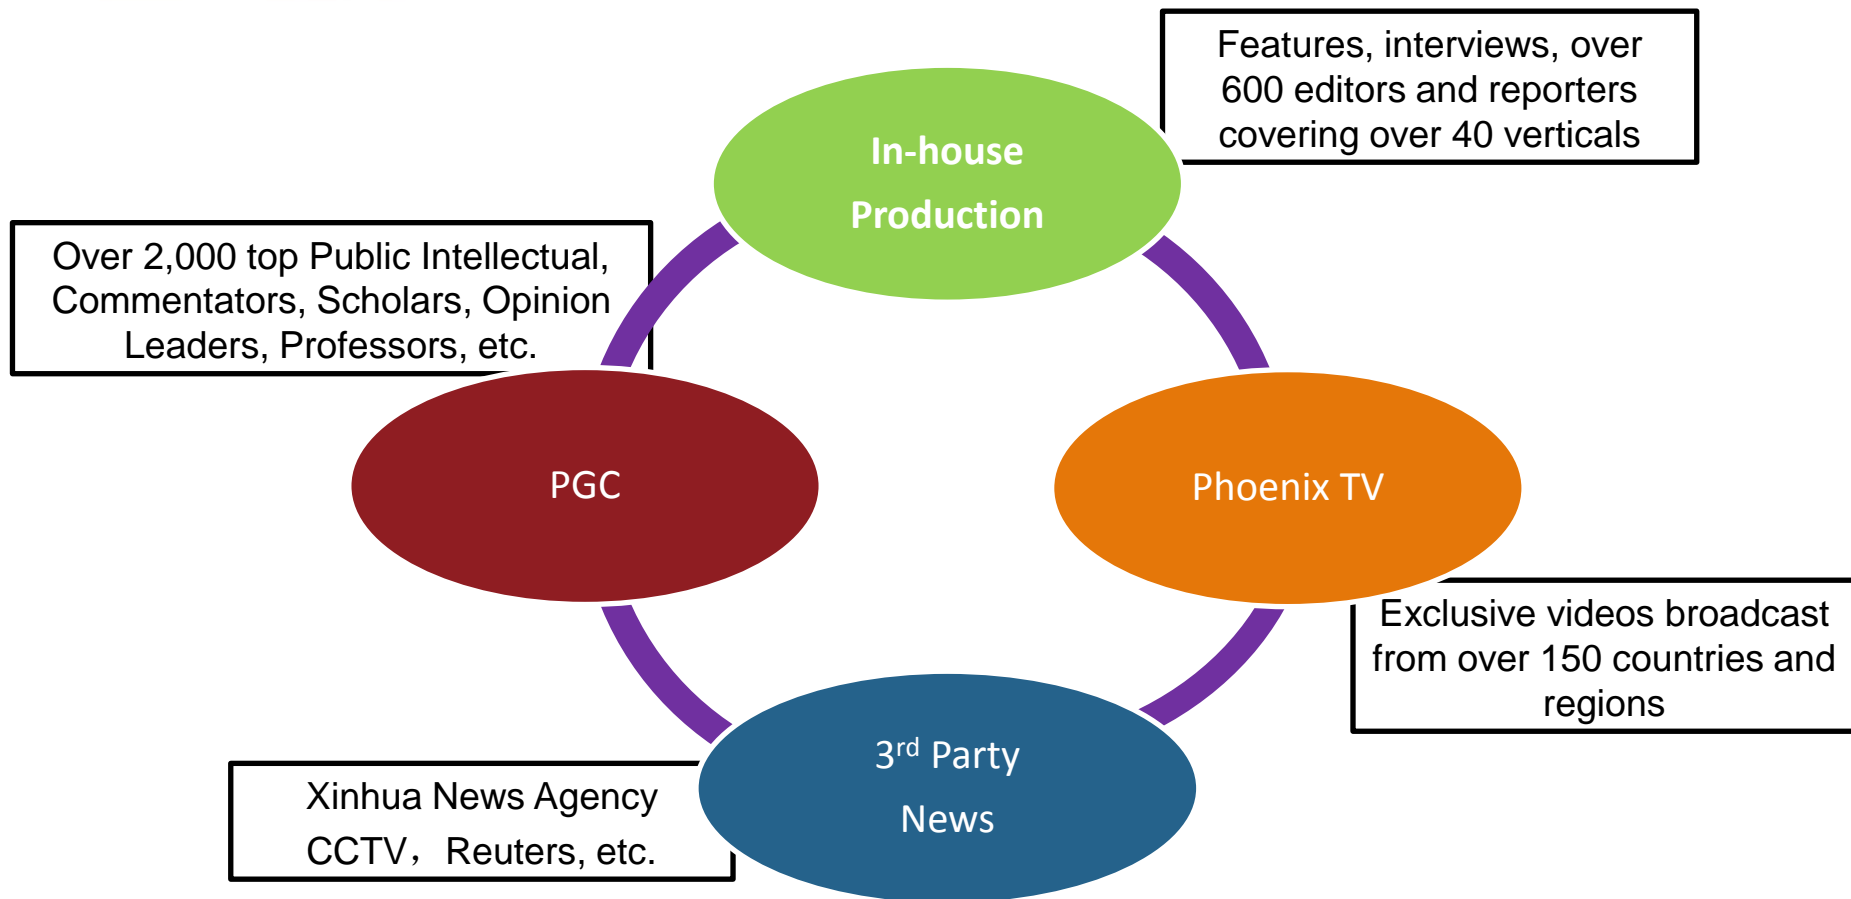 Features, interviews, over
600 editors and reporters
covering over 40 verticals
In-house
Production
Over 2,000 top Public Intellectual,
Commentators, Scholars, Opinion
Leaders, Professors, etc.
PGC
Phoenix TV
Exclusive videos broadcast
from over 150 countries and
regions
3rd Party
News
Xinhua News Agency
CCTV，Reuters, etc.